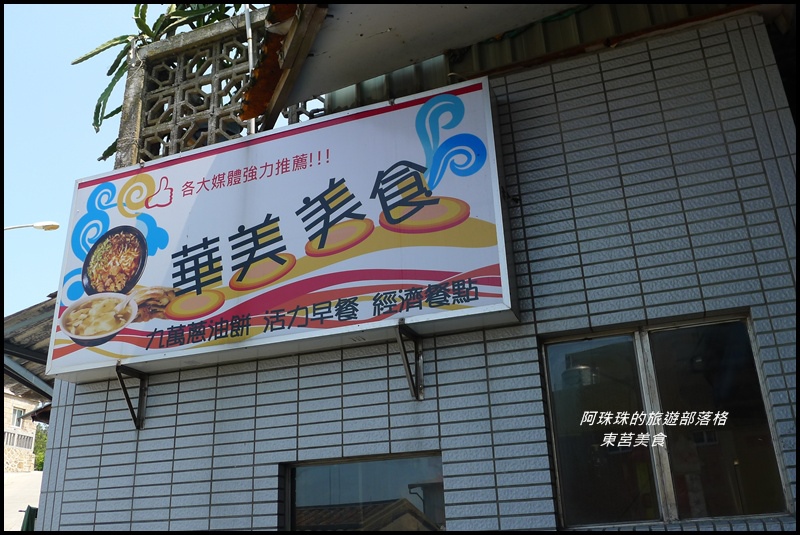 各大媒體強力推薦!!!
華美美食
九萬蔥油餅 活力早餐 經濟餐點
阿珠珠的旅遊部落格
東莒美食